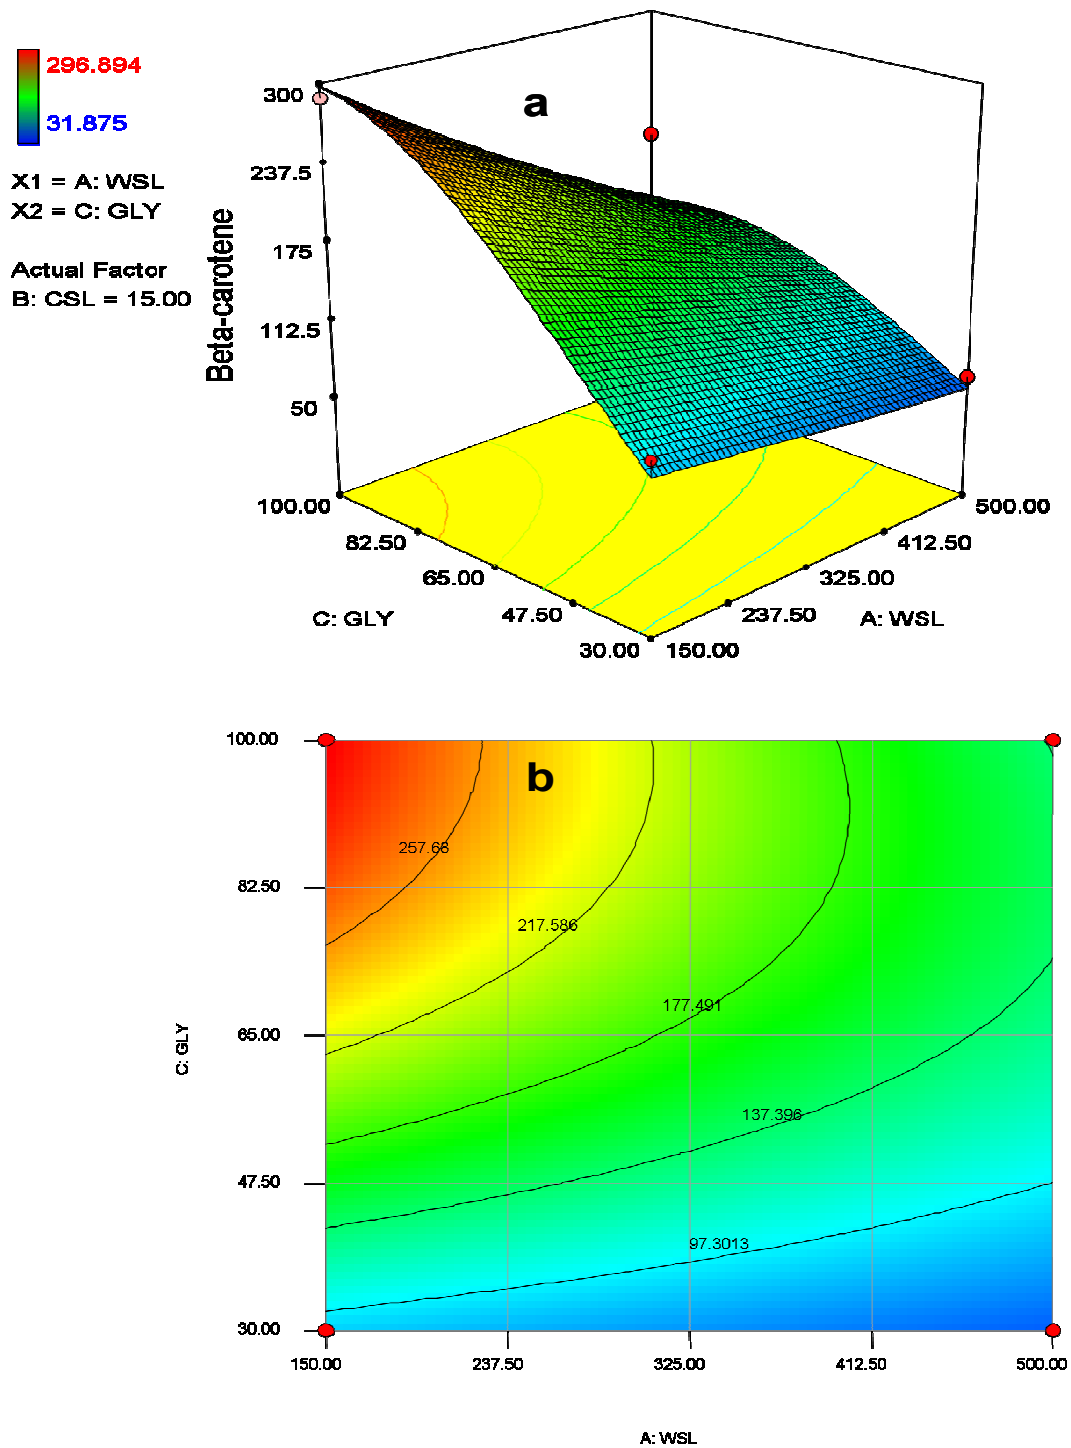 296.894
31.875
X1 = A: WSL
X2 = C: GLY
Actual Factor
B: CSL = 15.00
a
Beta-carotene
300
237.5
175
112.5
50
100.00
82.50
65.00
47.50
30.00
C: GLY
150.00
237.50
325.00
412.50
500.00
A: WSL
b
C: GLY
100.00
82.50
65.00
47.50
30.00
257.68
217.586
177.491
137.396
97.3013
150.00
237.50
325.00
412.50
500.00
A: WSL